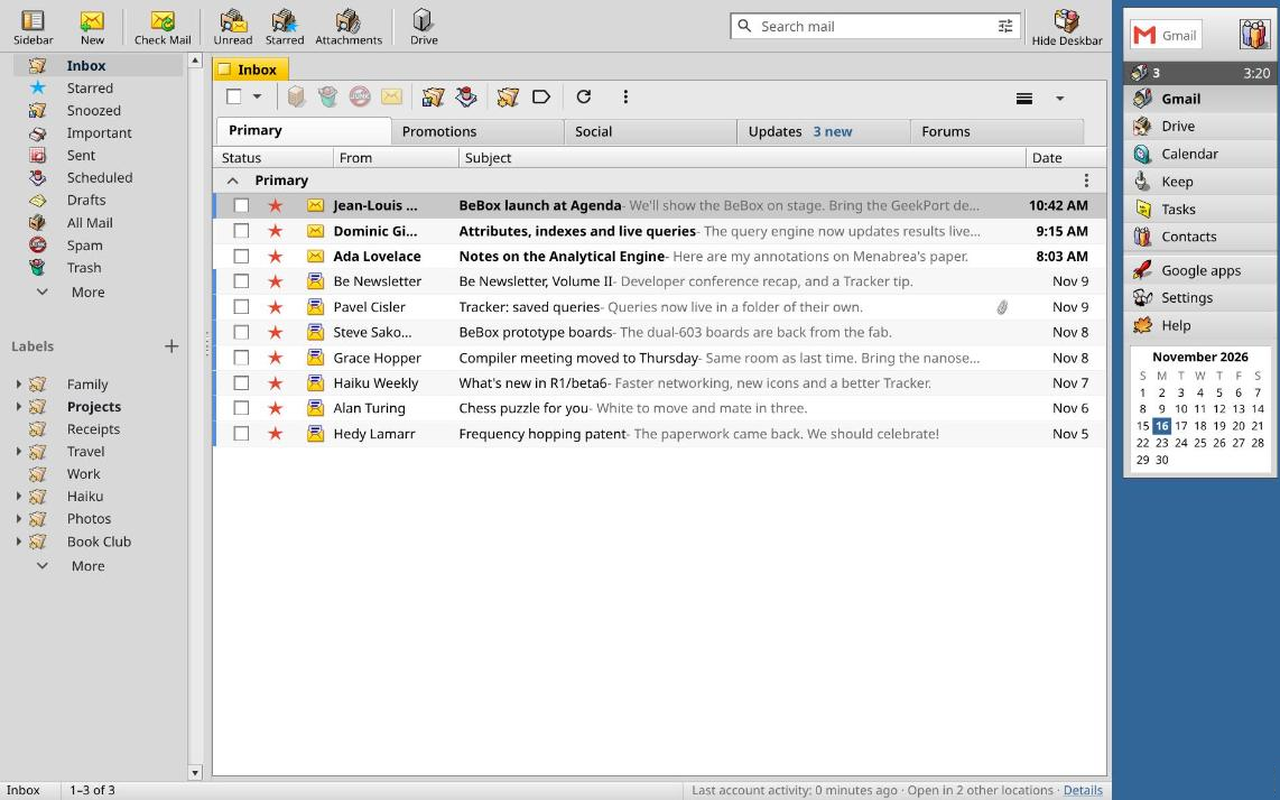 Sidebar
New
Check Mail
Unread
Starred
Attachments
Drive
Search mail
Hide Deskbar
Gmail
3 3:20
Gmail
Drive
Calendar
Keep
Tasks
Contacts
Google apps
Settings
Help
November 2026
S M T W T F S
1 2 3 4 5 6 7
8 9 10 11 12 13 14
15 16 17 18 19 20 21
22 23 24 25 26 27 28
29 30
Inbox
Starred
Snoozed
Important
Sent
Scheduled
Drafts
All Mail
Spam
Trash
More
Labels
Family
Projects
Receipts
Travel
Work
Haiku
Photos
Book Club
More
Inbox
Primary Promotions Social Updates 3 new Forums
Status From Subject Date
Primary
Jean-Louis ... BeBox launch at Agenda- We'll show the BeBox on stage. Bring the GeekPort de... 10:42 AM
Dominic Gi... Attributes, indexes and live queries- The query engine now updates results live... 9:15 AM
Ada Lovelace Notes on the Analytical Engine- Here are my annotations on Menabrea's paper. 8:03 AM
Be Newsletter Be Newsletter, Volume II- Developer conference recap, and a Tracker tip. Nov 9
Pavel Cisler Tracker: saved queries- Queries now live in a folder of their own. Nov 9
Steve Sako... BeBox prototype boards- The dual-603 boards are back from the fab. Nov 8
Grace Hopper Compiler meeting moved to Thursday- Same room as last time. Bring the nanose... Nov 8
Haiku Weekly What's new in R1/beta6- Faster networking, new icons and a better Tracker. Nov 7
Alan Turing Chess puzzle for you- White to move and mate in three. Nov 6
Hedy Lamarr Frequency hopping patent- The paperwork came back. We should celebrate! Nov 5
Inbox 1–3 of 3 Last account activity: 0 minutes ago · Open in 2 other locations · Details